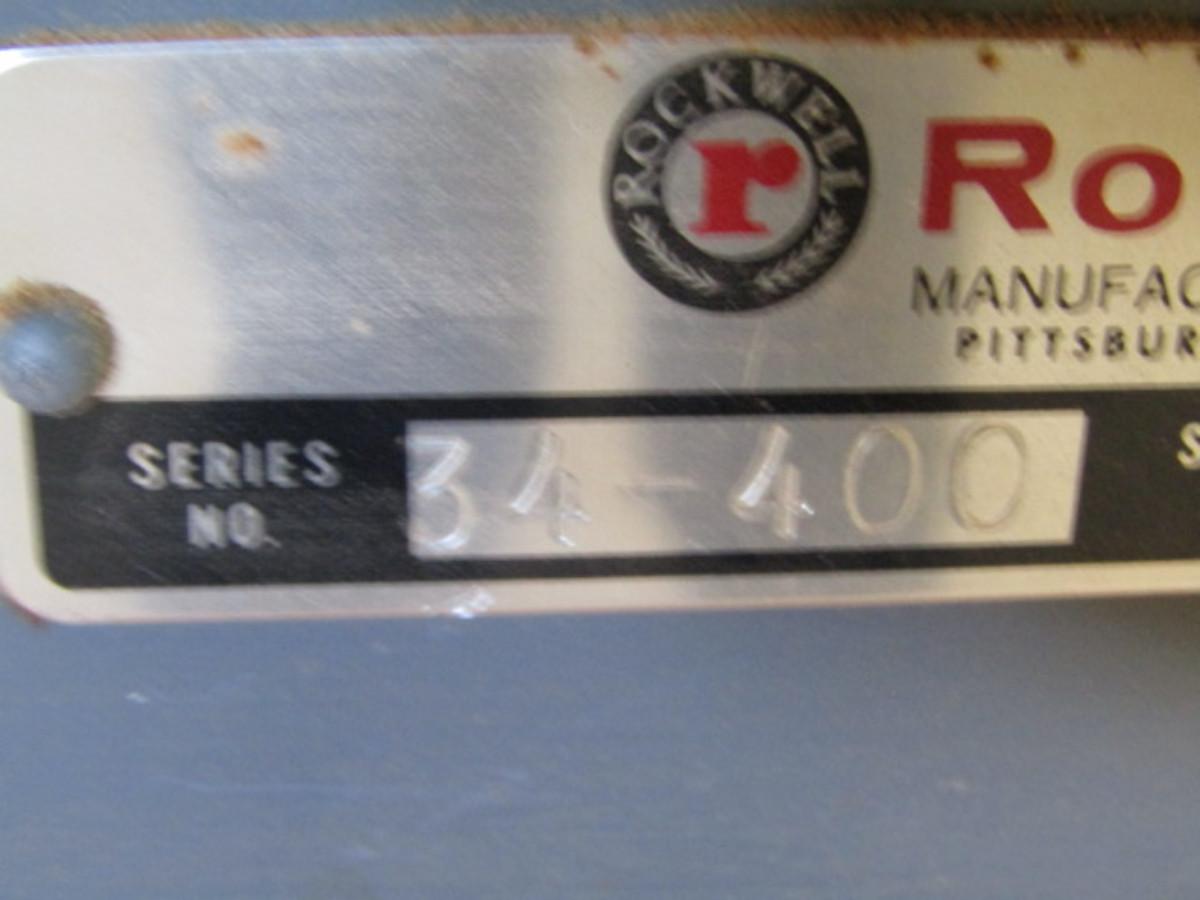 ROCKWELL
r
Ro
MANUFAC
PITTSBUR
SERIES
NO.
34-400
S